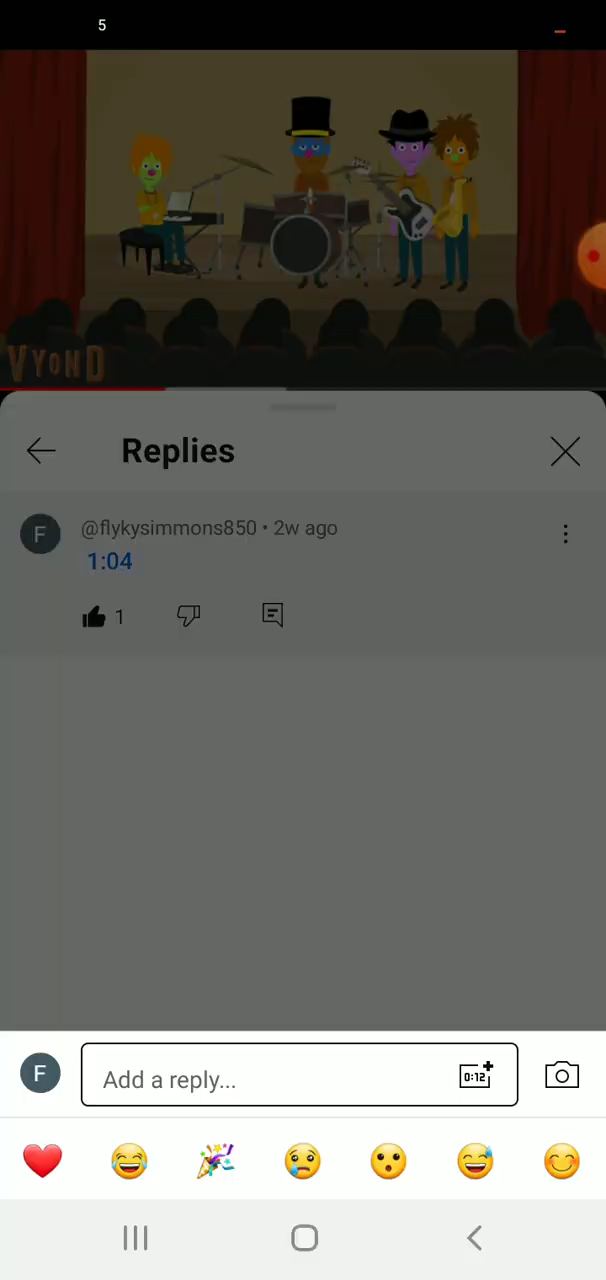 5
VYOND
Replies
F
@flykysimmons850 • 2w ago
1:04
1
F
Add a reply...
0:12